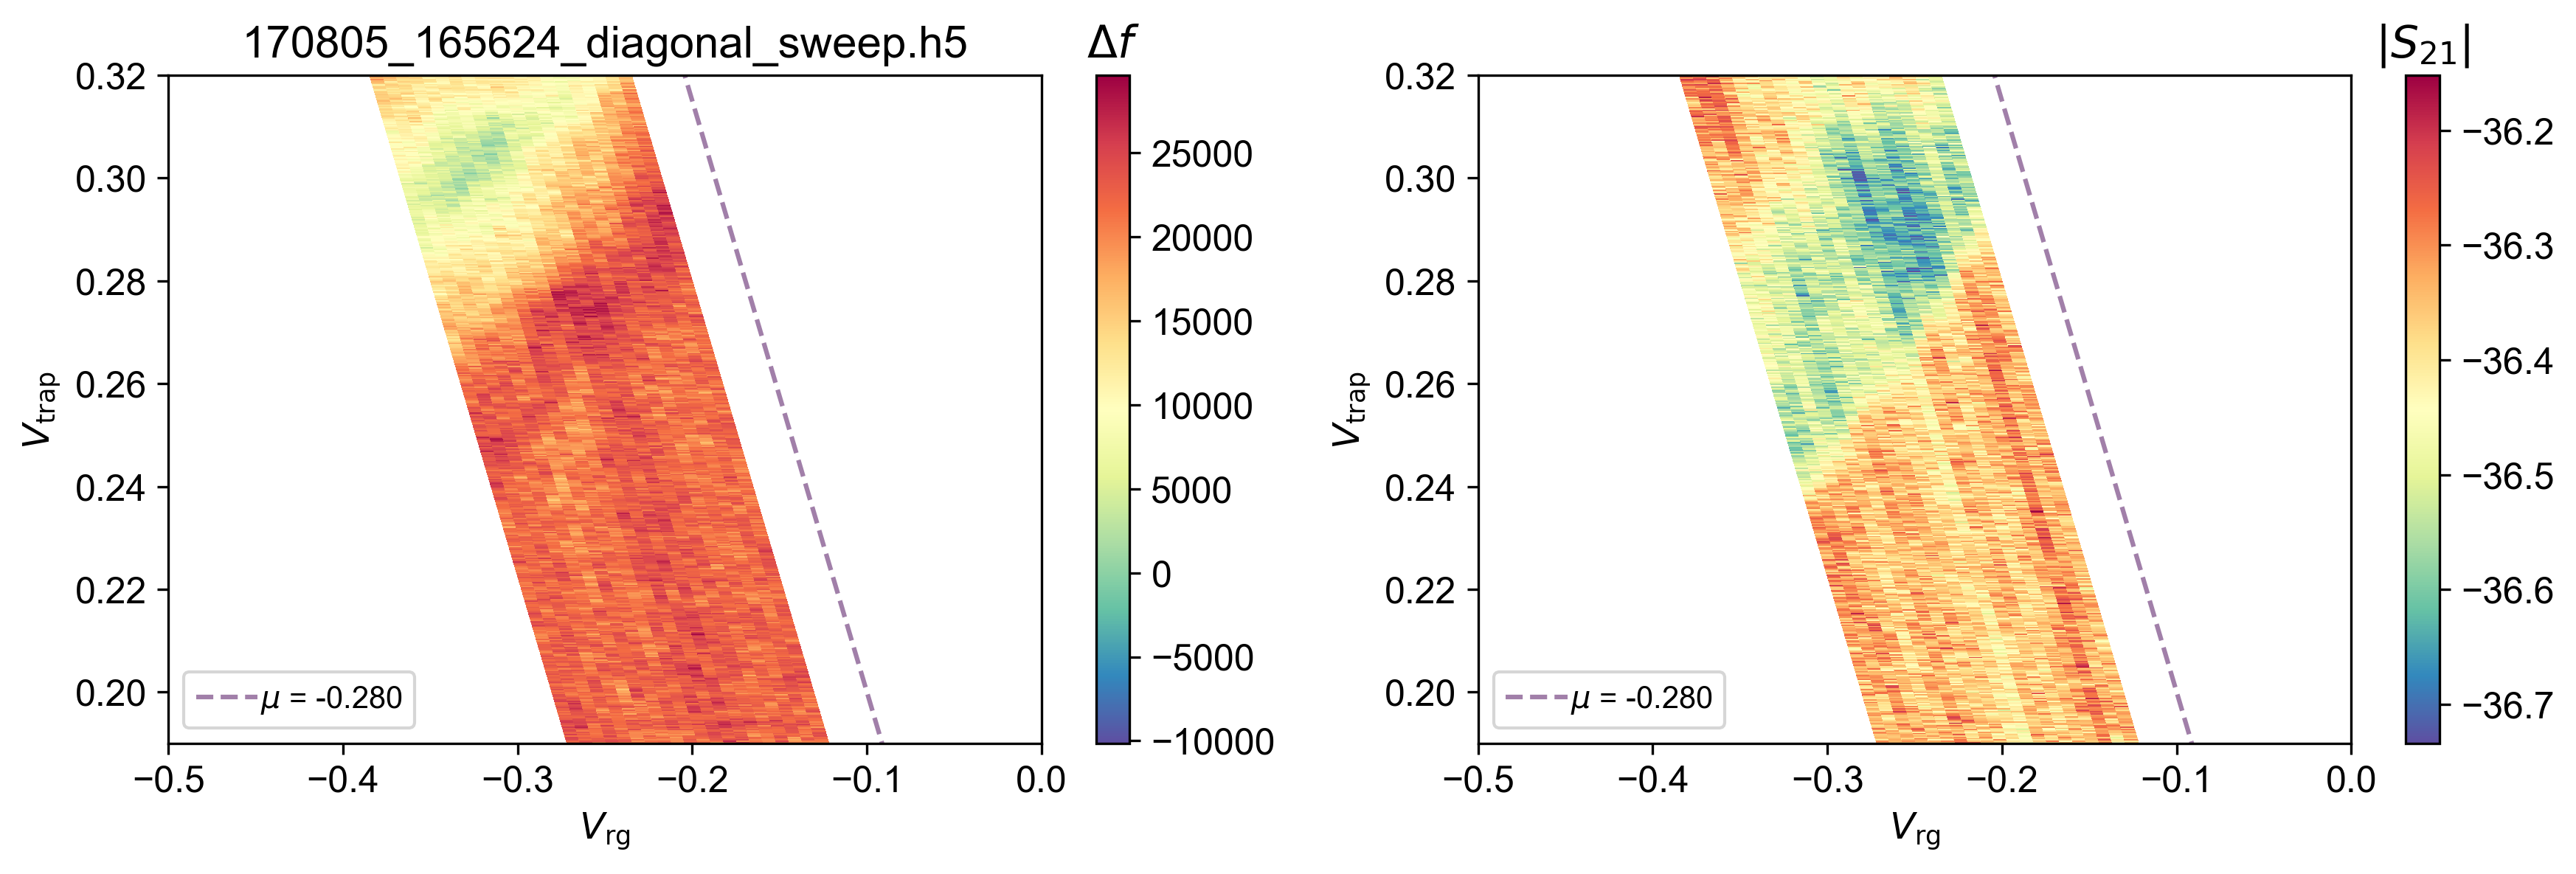 170805_165624_diagonal_sweep.h5
Δf
0.32
0.30
0.28
0.26
0.24
0.22
0.20
V_trap
μ = -0.280
−0.5 −0.4 −0.3 −0.2 −0.1 0.0
V_rg
25000
20000
15000
10000
5000
0
−5000
−10000
|S_21|
0.32
0.30
0.28
0.26
0.24
0.22
0.20
V_trap
μ = -0.280
−0.5 −0.4 −0.3 −0.2 −0.1 0.0
V_rg
−36.2
−36.3
−36.4
−36.5
−36.6
−36.7